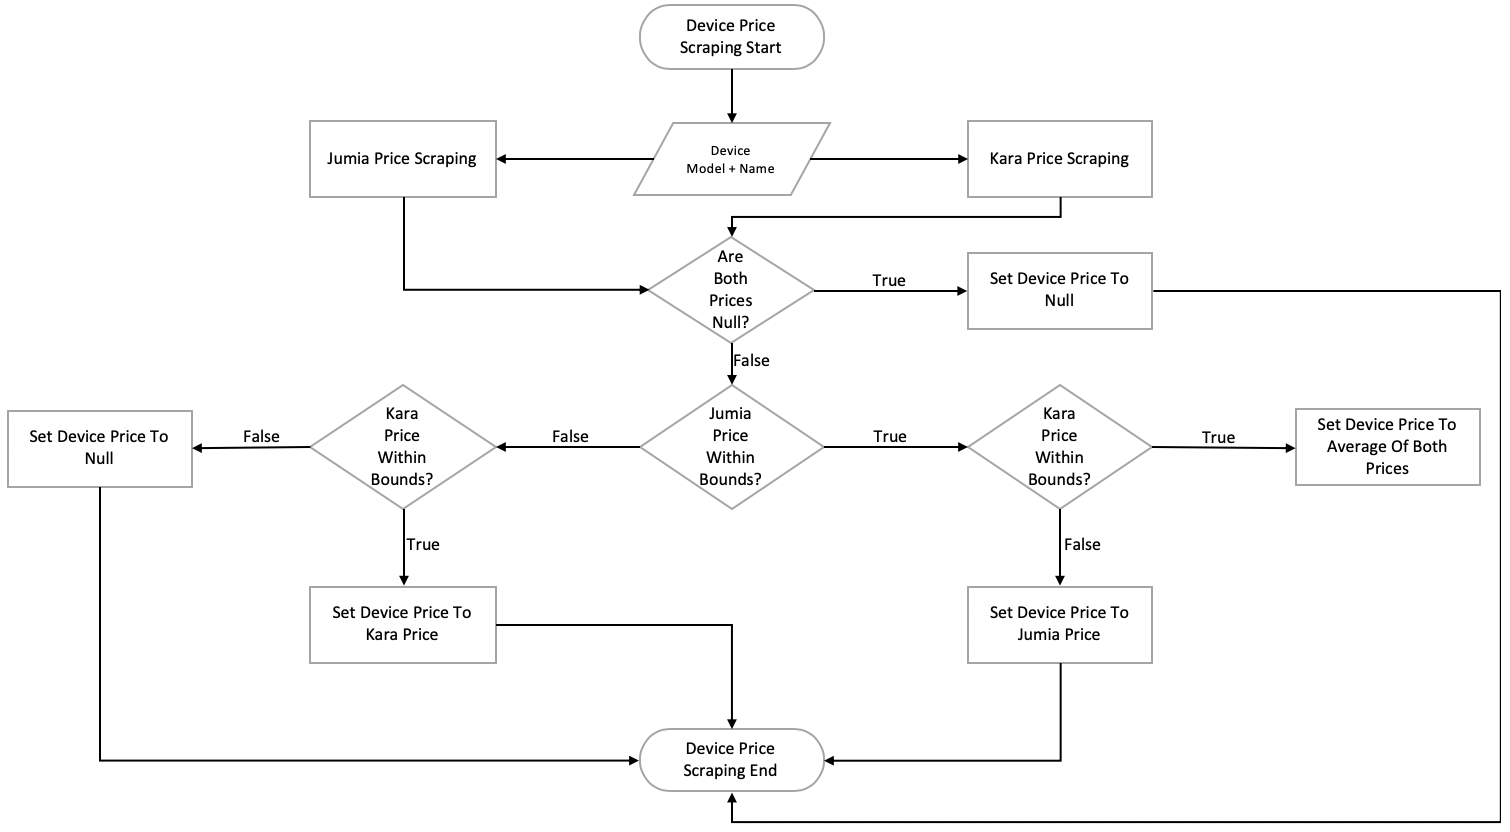 Device Price
Scraping Start
Jumia Price Scraping
Device
Model + Name
Kara Price Scraping
Are
Both
Prices
Null?
True
Set Device Price To
Null
False
Set Device Price To
Null
False
Kara
Price
Within
Bounds?
False
Jumia
Price
Within
Bounds?
True
Kara
Price
Within
Bounds?
True
Set Device Price To
Average Of Both
Prices
True
False
Set Device Price To
Kara Price
Set Device Price To
Jumia Price
Device Price
Scraping End